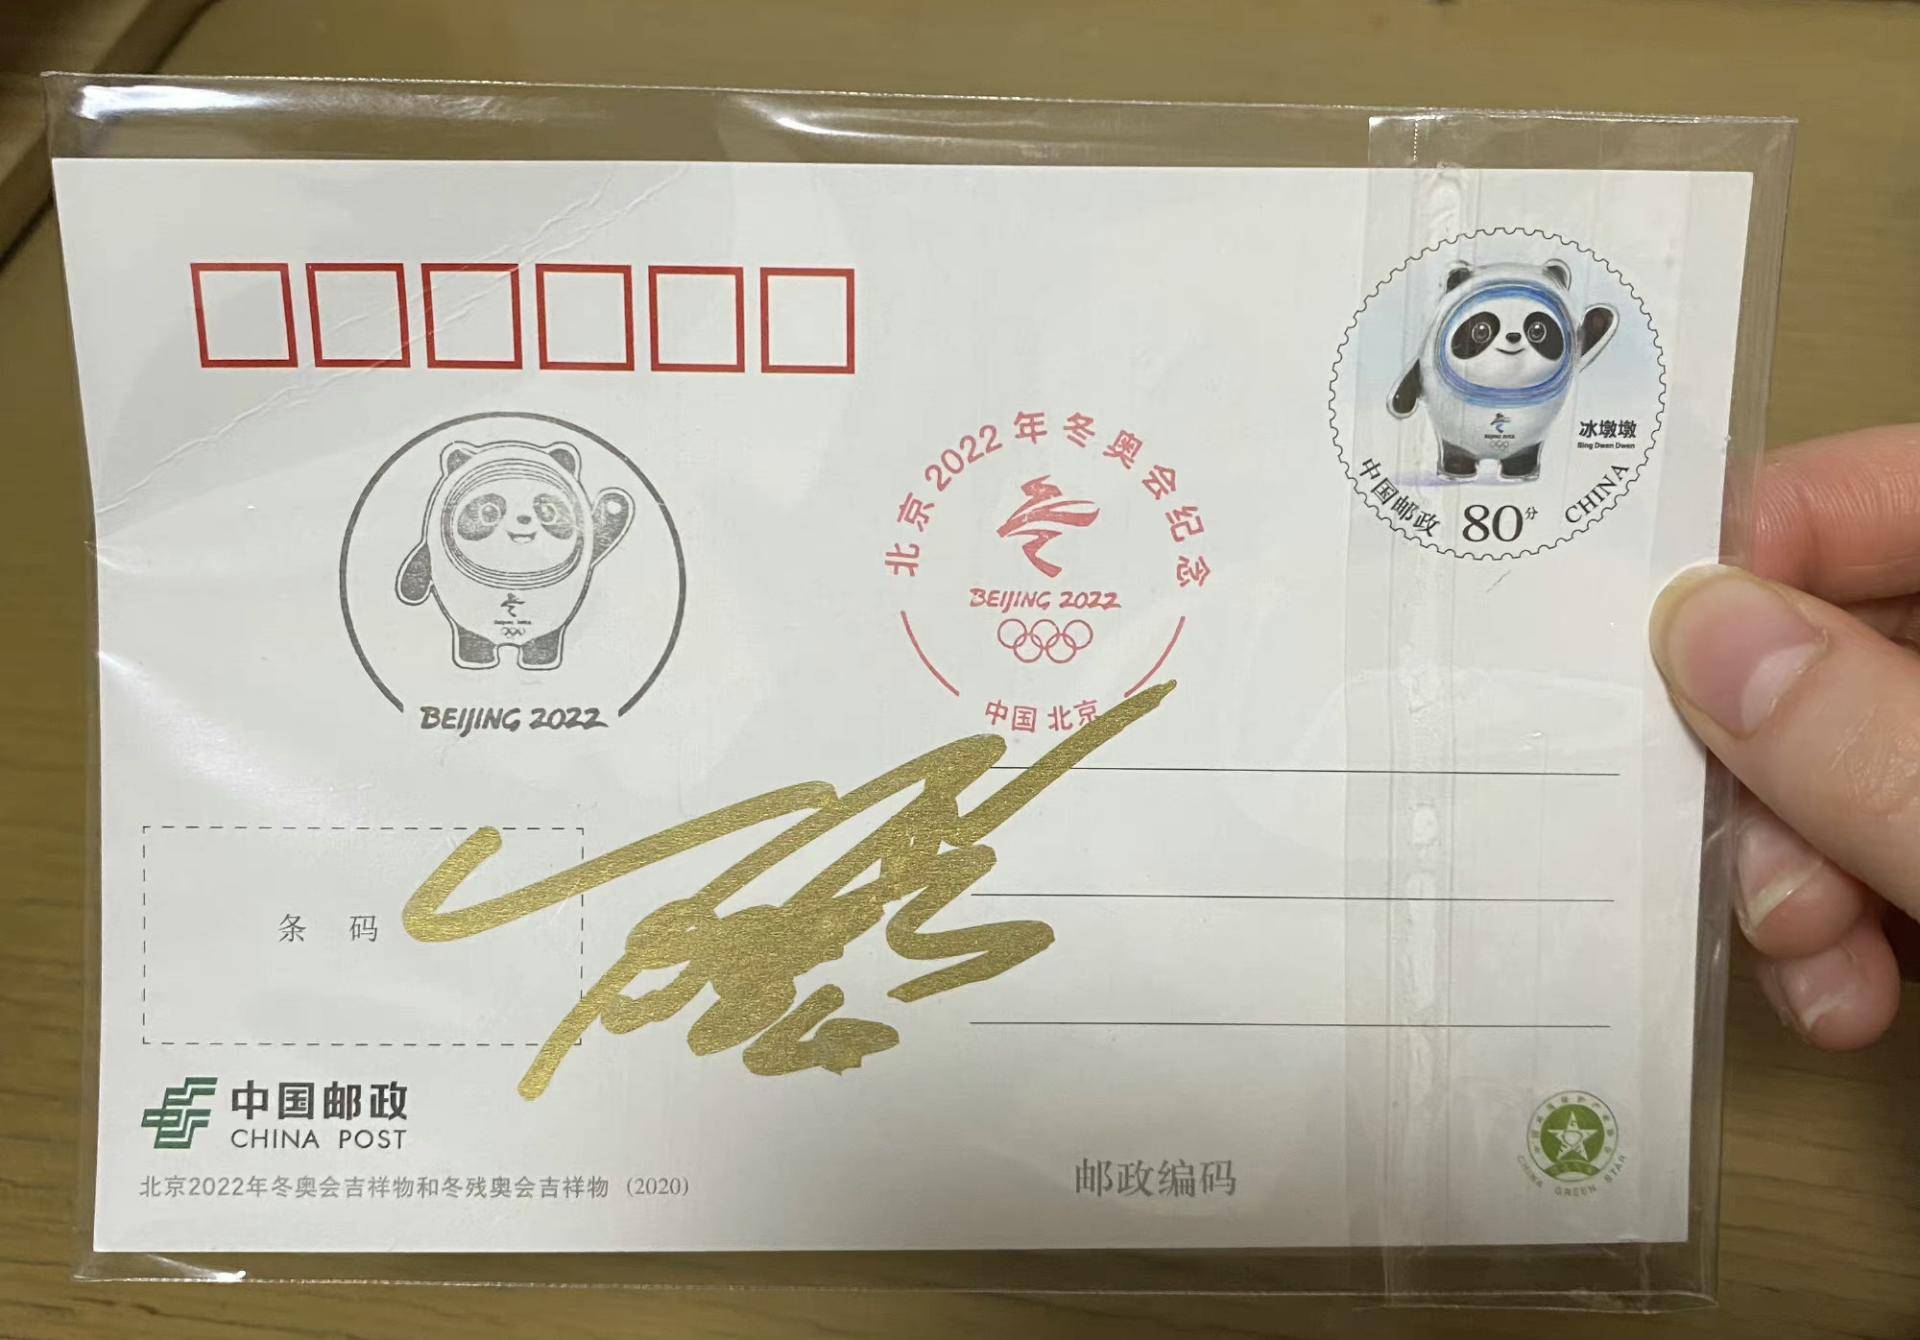 冰墩墩
Bing Dwen Dwen
中国邮政 80分 CHINA
北京2022年冬奥会纪念
BEIJING 2022
中国 北京
BEIJING 2022
条 码
中国邮政
CHINA POST
北京2022年冬奥会吉祥物和冬残奥会吉祥物 (2020)
邮政编码
CHINA GREEN STAR